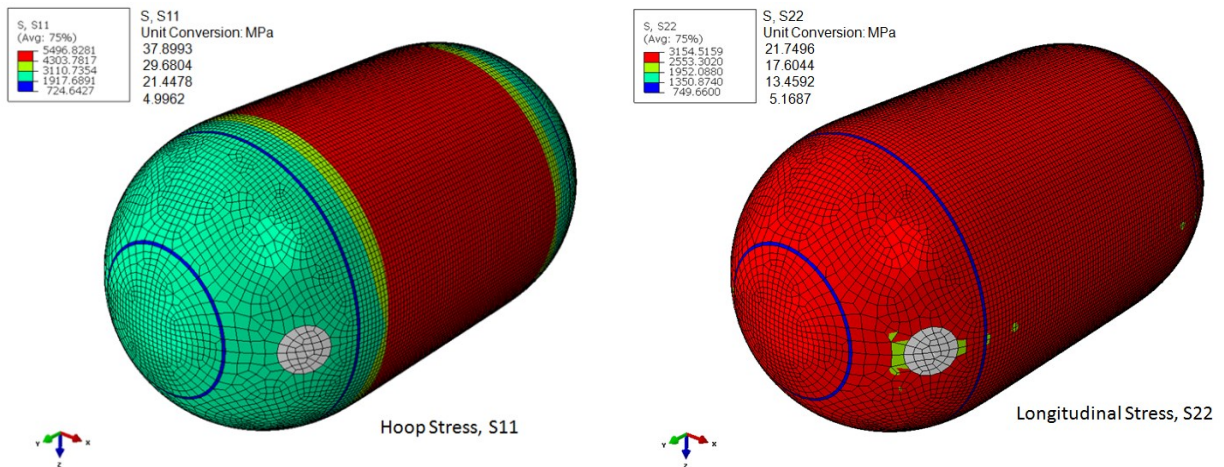 S, S11
(Avg: 75%)
5496.8281
4303.7817
3110.7354
1917.6891
724.6427
S, S11
Unit Conversion: MPa
37.8993
29.6804
21.4478
4.9962
Y
X
Z
Hoop Stress, S11
S, S22
(Avg: 75%)
3154.5159
2553.3020
1952.0880
1350.8740
749.6600
S, S22
Unit Conversion: MPa
21.7496
17.6044
13.4592
5.1687
Y
X
Z
Longitudinal Stress, S22